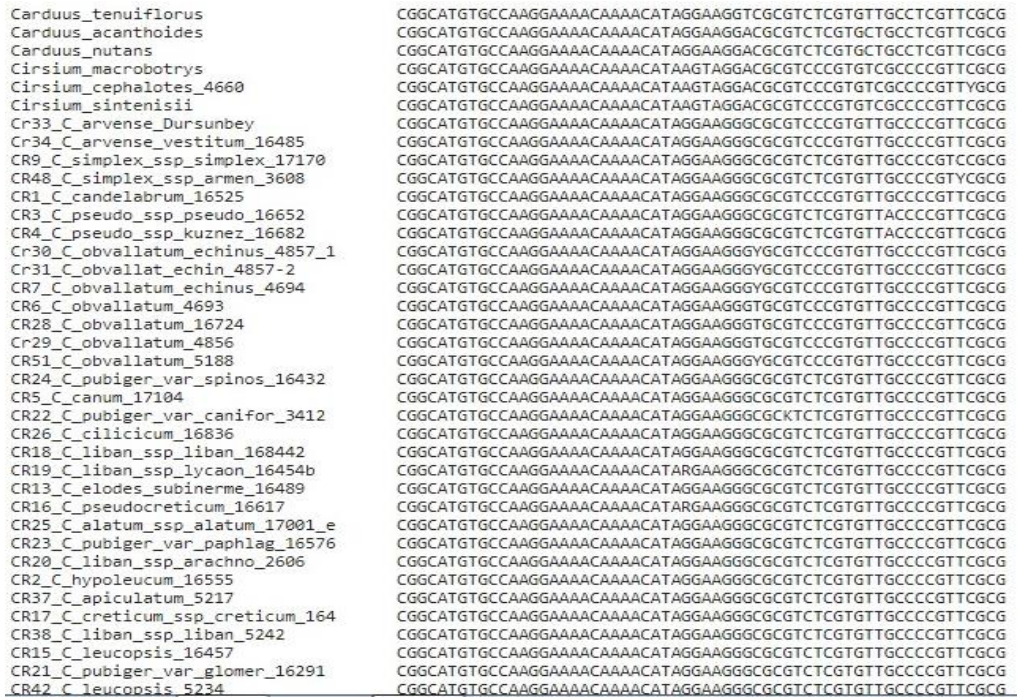 Carduus_tenuiflorus CGGCATGTGCCAAGGAAAACAAAACATAGGAAGGTCGCGTCTCGTGTTGCCTCGTTCGCG
Carduus_acanthoides CGGCATGTGCCAAGGAAAACAAAACATAGGAAGGACGCGTCTCGTGCTGCCTCGTTCGCG
Carduus_nutans CGGCATGTGCCAAGGAAAACAAAACATAGGAAGGACGCGTCTCGTGCTGCCTCGTTCGCG
Cirsium_macrobotrys CGGCATGTGCCAAGGAAAACAAAACATAAGTAGGACGCGTCCCGTGTCGCCCCGTTCGCG
Cirsium_cephalotes_4660 CGGCATGTGCCAAGGAAAACAAAACATAAGTAGGACGCGTCCCGTGTCGCCCCGTTYGCG
Cirsium_sintenisii CGGCATGTGCCAAGGAAAACAAAACATAAGTAGGACGCGTCCCGTGTCGCCCCGTTCGCG
Cr33_C_arvense_Dursunbey CGGCATGTGCCAAGGAAAACAAAACATAGGAAGGGCGCGTCCCGTGTTGCCCCGTTCGCG
Cr34_C_arvense_vestitum_16485 CGGCATGTGCCAAGGAAAACAAAACATAGGAAGGGCGCGTCCCGTGTTGCCCCGTTCGCG
CR9_C_simplex_ssp_simplex_17170 CGGCATGTGCCAAGGAAAACAAAACATAGGAAGGGCGCGTCTCGTGTTGCCCCGTCCGCG
CR48_C_simplex_ssp_armen_3608 CGGCATGTGCCAAGGAAAACAAAACATAGGAAGGGCGCGTCTCGTGTTGCCCCGTYCGCG
CR1_C_candelabrum_16525 CGGCATGTGCCAAGGAAAACAAAACATAGGAAGGGCGCGTCCCGTGTTGCCCCGTTCGCG
CR3_C_pseudo_ssp_pseudo_16652 CGGCATGTGCCAAGGAAAACAAAACATAGGAAGGGCGCGTCTCGTGTTACCCCGTTCGCG
CR4_C_pseudo_ssp_kuznez_16682 CGGCATGTGCCAAGGAAAACAAAACATAGGAAGGGCGCGTCTCGTGTTACCCCGTTCGCG
Cr30_C_obvallatum_echinus_4857_1 CGGCATGTGCCAAGGAAAACAAAACATAGGAAGGGYGCGTCCCGTGTTGCCCCGTTCGCG
Cr31_C_obvallat_echin_4857-2 CGGCATGTGCCAAGGAAAACAAAACATAGGAAGGGYGCGTCCCGTGTTGCCCCGTTCGCG
CR7_C_obvallatum_echinus_4694 CGGCATGTGCCAAGGAAAACAAAACATAGGAAGGGYGCGTCCCGTGTTGCCCCGTTCGCG
CR6_C_obvallatum_4693 CGGCATGTGCCAAGGAAAACAAAACATAGGAAGGGTGCGTCCCGTGTTGCCCCGTTCGCG
CR28_C_obvallatum_16724 CGGCATGTGCCAAGGAAAACAAAACATAGGAAGGGTGCGTCCCGTGTTGCCCCGTTCGCG
Cr29_C_obvallatum_4856 CGGCATGTGCCAAGGAAAACAAAACATAGGAAGGGTGCGTCCCGTGTTGCCCCGTTCGCG
CR51_C_obvallatum_5188 CGGCATGTGCCAAGGAAAACAAAACATAGGAAGGGYGCGTCCCGTGTTGCCCCGTTCGCG
CR24_C_pubiger_var_spinos_16432 CGGCATGTGCCAAGGAAAACAAAACATAGGAAGGGCGCGTCTCGTGTTGCCCCGTTCGCG
CR5_C_canum_17104 CGGCATGTGCCAAGGAAAACAAAACATAGGAAGGGCGCGTCTCGTGTTGCCCCGTTCGCG
CR22_C_pubiger_var_canifor_3412 CGGCATGTGCCAAGGAAAACAAAACATAGGAAGGGCGCKTCTCGTGTTGCCCCGTTCGCG
CR26_C_cilicicum_16836 CGGCATGTGCCAAGGAAAACAAAACATAGGAAGGGCGCGTCTCGTGTTGCCCCGTTCGCG
CR18_C_liban_ssp_liban_168442 CGGCATGTGCCAAGGAAAACAAAACATAGGAAGGGCGCGTCTCGTGTTGCCCCGTTCGCG
CR19_C_liban_ssp_lycaon_16454b CGGCATGTGCCAAGGAAAACAAAACATARGAAGGGCGCGTCTCGTGTTGCCCCGTTCGCG
CR13_C_elodes_subinerme_16489 CGGCATGTGCCAAGGAAAACAAAACATAGGAAGGGCGCGTCTCGTGTTGCCCCGTTCGCG
CR16_C_pseudocreticum_16617 CGGCATGTGCCAAGGAAAACAAAACATARGAAGGGCGCGTCTCGTGTTGCCCCGTTCGCG
CR25_C_alatum_ssp_alatum_17001_e CGGCATGTGCCAAGGAAAACAAAACATAGGAAGGGCGCGTCTCGTGTTGCCCCGTTCGCG
CR23_C_pubiger_var_paphlag_16576 CGGCATGTGCCAAGGAAAACAAAACATAGGAAGGGCGCGTCTCGTGTTGCCCCGTTCGCG
CR20_C_liban_ssp_arachno_2606 CGGCATGTGCCAAGGAAAACAAAACATAGGAAGGGCGCGTCTCGTGTTGCCCCGTTCGCG
CR2_C_hypoleucum_16555 CGGCATGTGCCAAGGAAAACAAAACATAGGAAGGGCGCGTCTCGTGTTGCCCCGTTCGCG
CR37_C_apiculatum_5217 CGGCATGTGCCAAGGAAAACAAAACATAGGAAGGGCGCGTCTCGTGTTGCCCCGTTCGCG
CR17_C_creticum_ssp_creticum_164 CGGCATGTGCCAAGGAAAACAAAACATAGGAAGGGCGCGTCTCGTGTTGCCCCGTTCGCG
CR38_C_liban_ssp_liban_5242 CGGCATGTGCCAAGGAAAACAAAACATAGGAAGGGCGCGTCTCGTGTTGCCCCGTTCGCG
CR15_C_leucopsis_16457 CGGCATGTGCCAAGGAAAACAAAACATAGGAAGGGCGCGTCTCGTGTTGCCCCGTTCGCG
CR21_C_pubiger_var_glomer_16291 CGGCATGTGCCAAGGAAAACAAAACATAGGAAGGGCGCGTCTCGTGTTGCCCCGTTCGCG
CR42_C_leucopsis_5234 CGGCATGTGCCAAGGAAAACAAAACATAGGAAGGGCGCGTCTCGTGTTGCCCCGTTCGCG